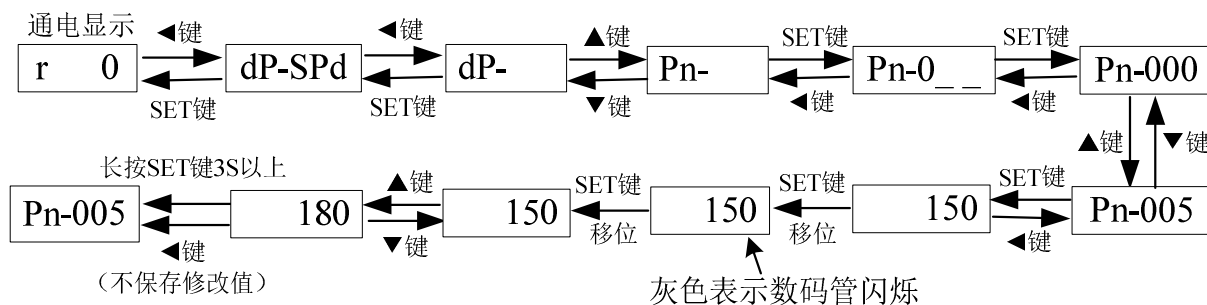 通电显示
◀键 ◀键 ▲键 SET键 SET键
r 0 dP-SPd dP- Pn- Pn-0_ _ Pn-000
SET键 SET键 ▼键 ◀键 ◀键
▲键 ▼键
长按SET键3S以上 ▲键 SET键 SET键 SET键
Pn-005 180 150 150 150 Pn-005
◀键 ▼键 移位 移位 ◀键
（不保存修改值）
灰色表示数码管闪烁